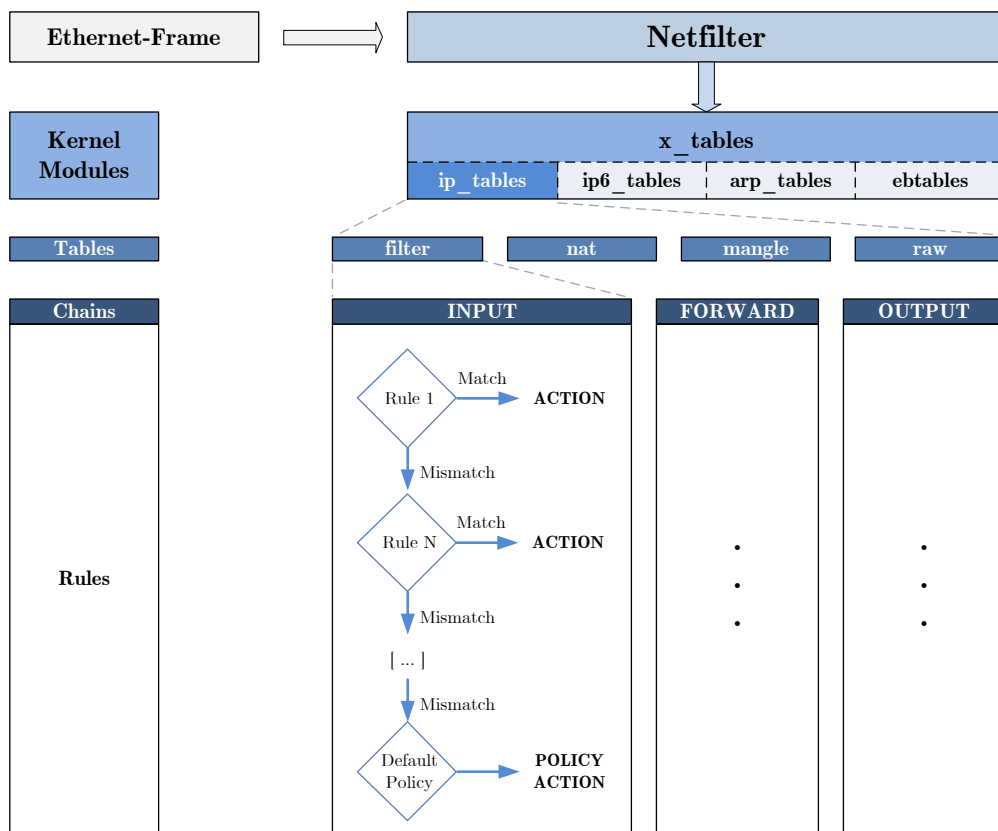 Ethernet-Frame
Netfilter
Kernel
Modules
x_tables
ip_tables
ip6_tables
arp_tables
ebtables
Tables
filter
nat
mangle
raw
Chains
INPUT
FORWARD
OUTPUT
Rules
Rule 1
Match
ACTION
Mismatch
Rule N
Match
ACTION
Mismatch
[ ... ]
Mismatch
Default
Policy
POLICY
ACTION